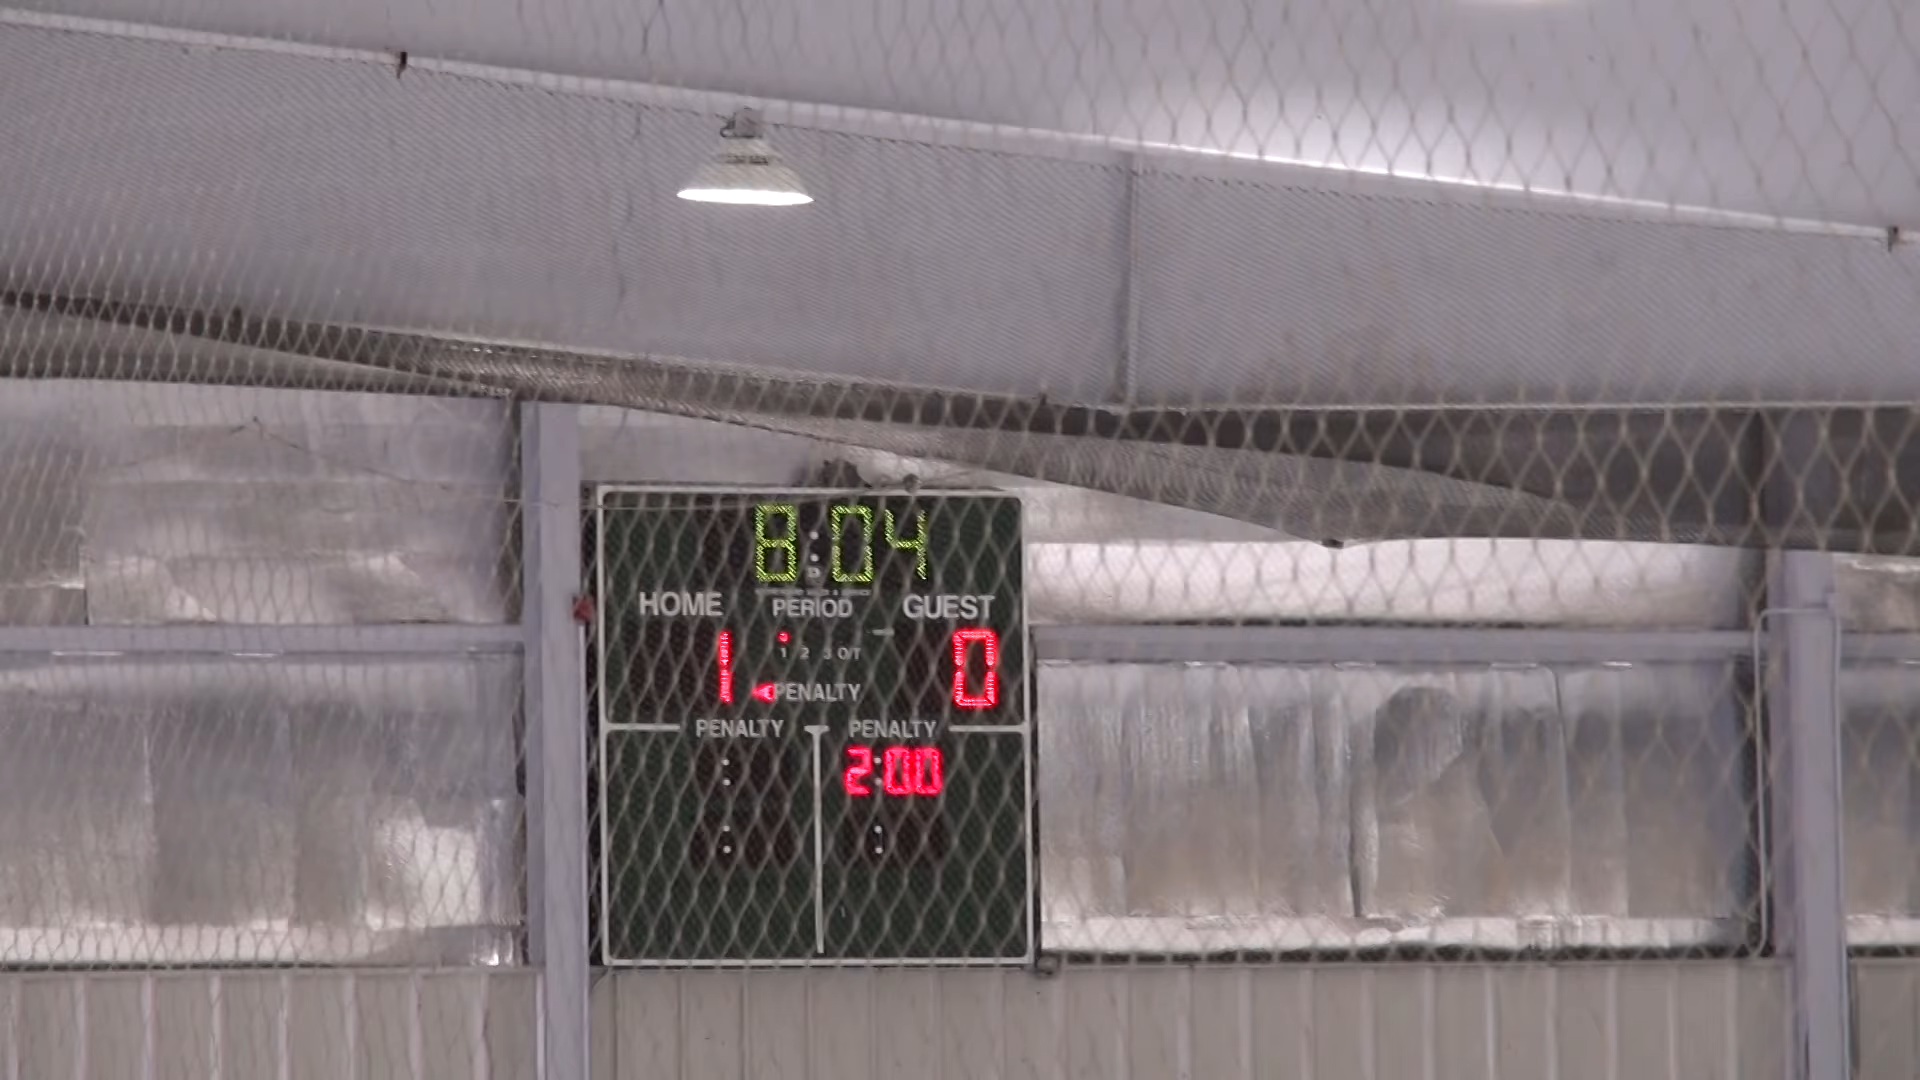 8:04
HOME PERIOD GUEST
1 0
1 2 3 O/T
PENALTY
PENALTY PENALTY
: 2:00
: :